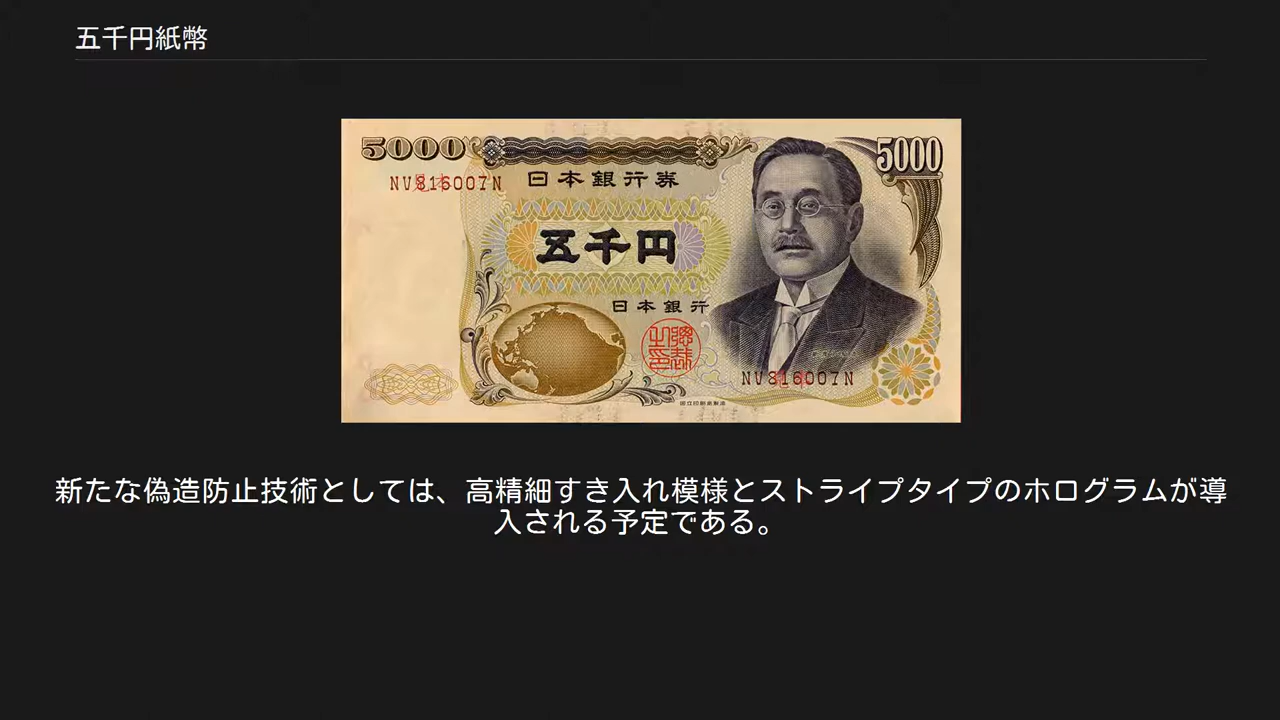 五千円紙幣
5000
5000
NV816007N
日本銀行券
五千円
日本銀行
NV816007N
新たな偽造防止技術としては、高精細すき入れ模様とストライプタイプのホログラムが導
入される予定である。